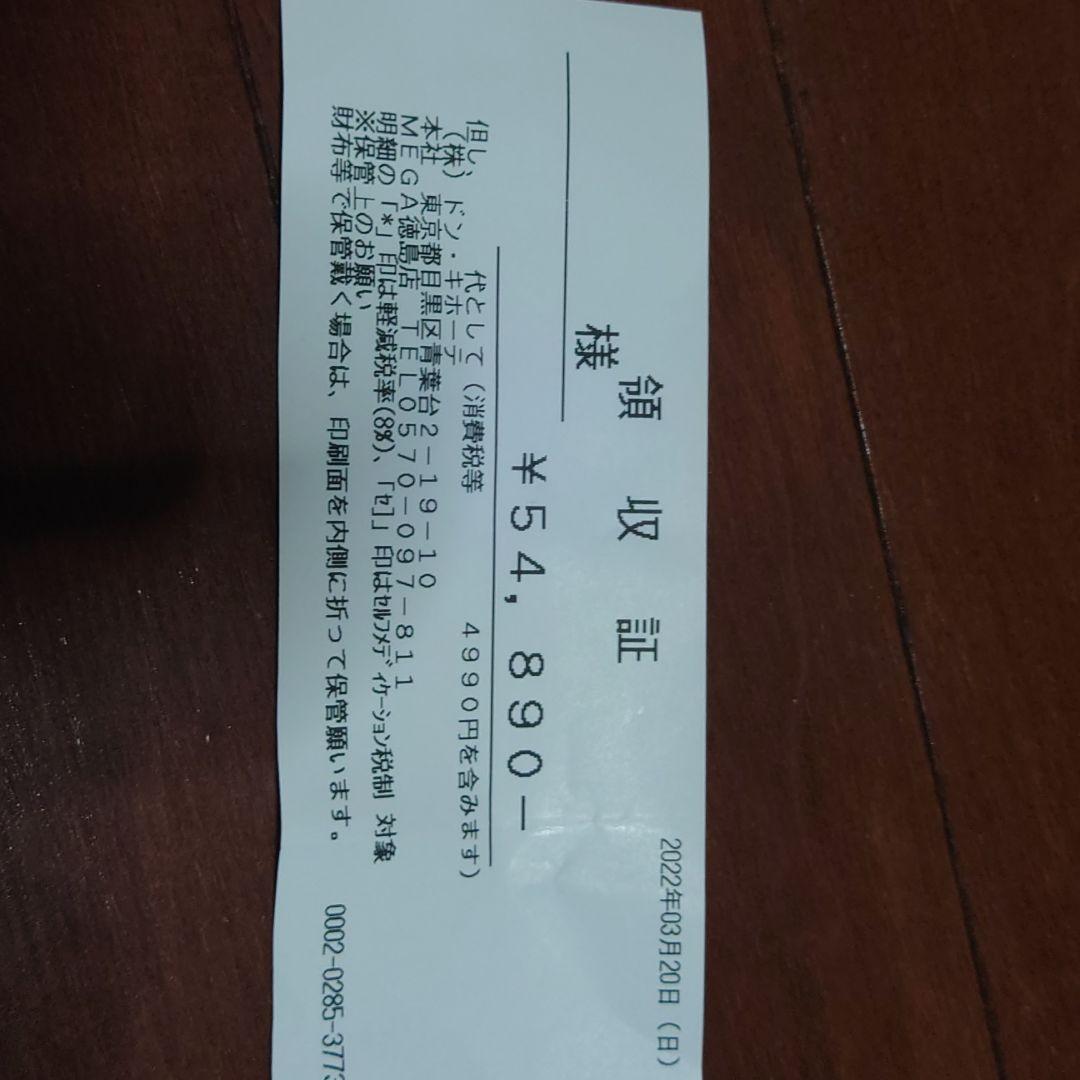 2022年03月20日(日)
領 収 証
様
¥54,890-
但し、 代として(消費税等 4990円を含みます)
(株) ドン・キホーテ
本社 東京都目黒区青葉台2-19-10
MEGA徳島店 TEL0570-097-811
明細の「*」印は軽減税率(8%)、「ｾ」印はｾﾙﾌﾒﾃﾞｨｹｰｼｮﾝ税制 対象
※保管上のお願い
財布等で保管戴く場合は、印刷面を内側に折って保管願います。
0002-0285-3773